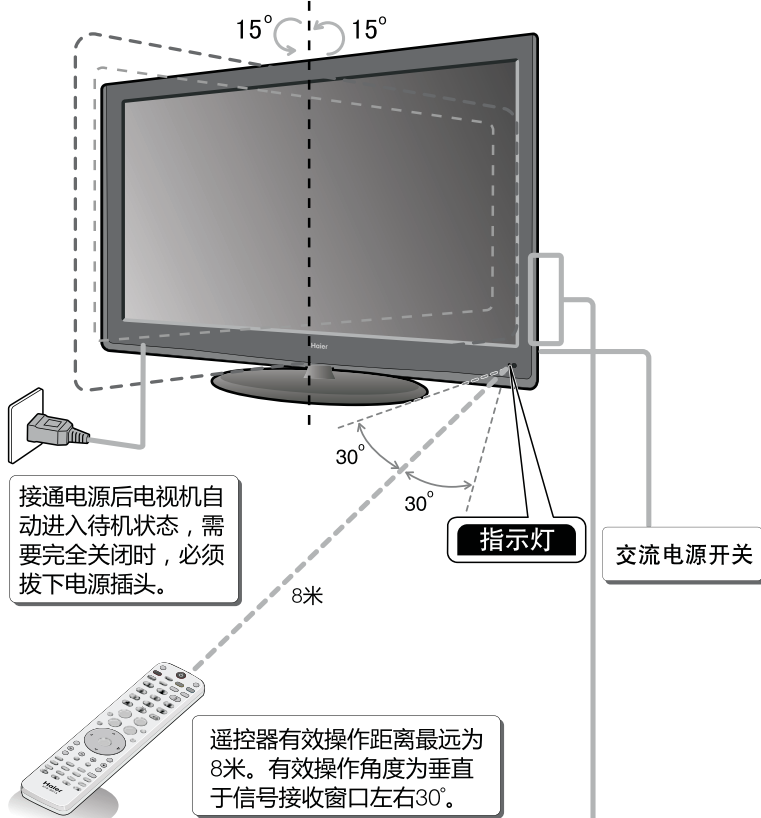 15° 15°
Haier
30°
30°
指示灯
交流电源开关
接通电源后电视机自
动进入待机状态，需
要完全关闭时，必须
拔下电源插头。
8米
Haier
遥控器有效操作距离最远为
8米。有效操作角度为垂直
于信号接收窗口左右30°。